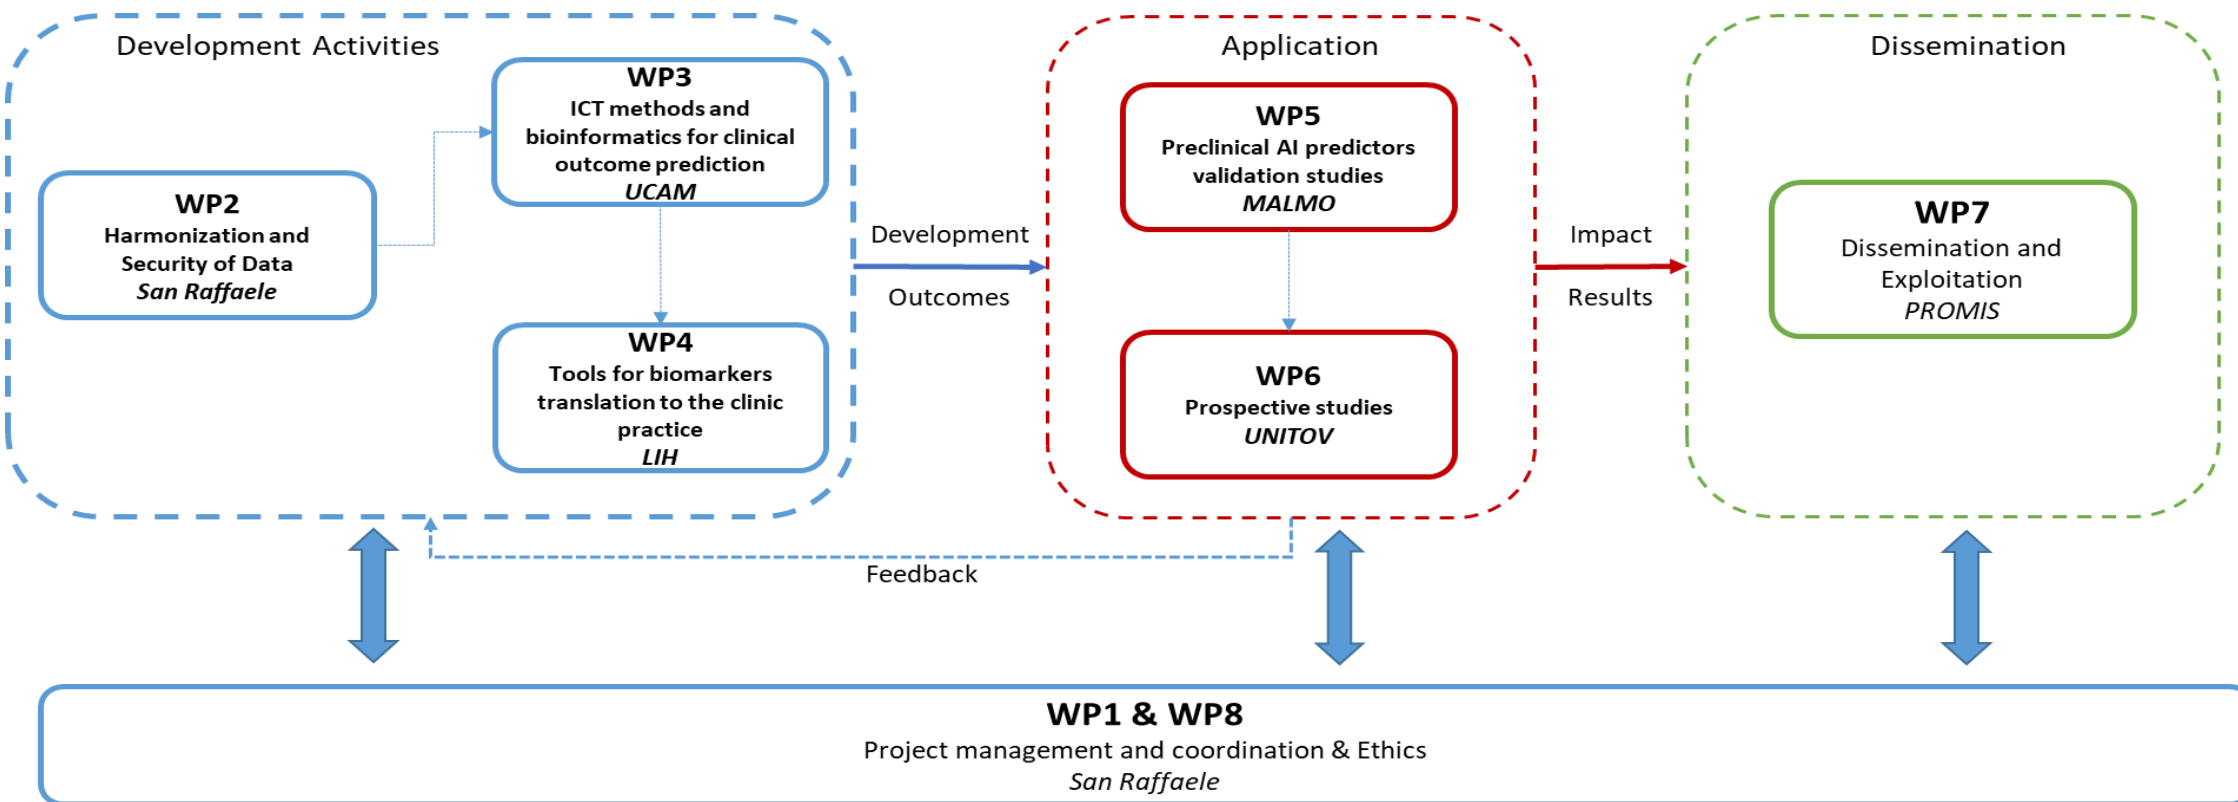 Development Activities
WP2
Harmonization and
Security of Data
San Raffaele
WP3
ICT methods and
bioinformatics for clinical
outcome prediction
UCAM
WP4
Tools for biomarkers
translation to the clinic
practice
LIH
Development
Outcomes
Application
WP5
Preclinical AI predictors
validation studies
MALMO
WP6
Prospective studies
UNITOV
Impact
Results
Dissemination
WP7
Dissemination and
Exploitation
PROMIS
Feedback
WP1 & WP8
Project management and coordination & Ethics
San Raffaele